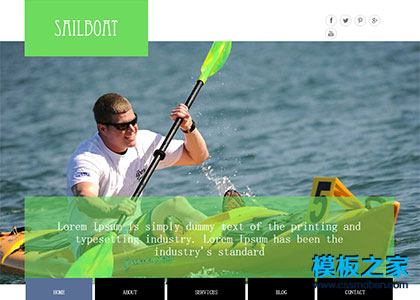 SAILBOAT
Lorem Ipsum is simply dummy text of the printing and
typesetting industry. Lorem Ipsum has been the
industry's standard
5
模板之家
www.cssmoban.com
HOME ABOUT SERVICES BLOG CONTACT